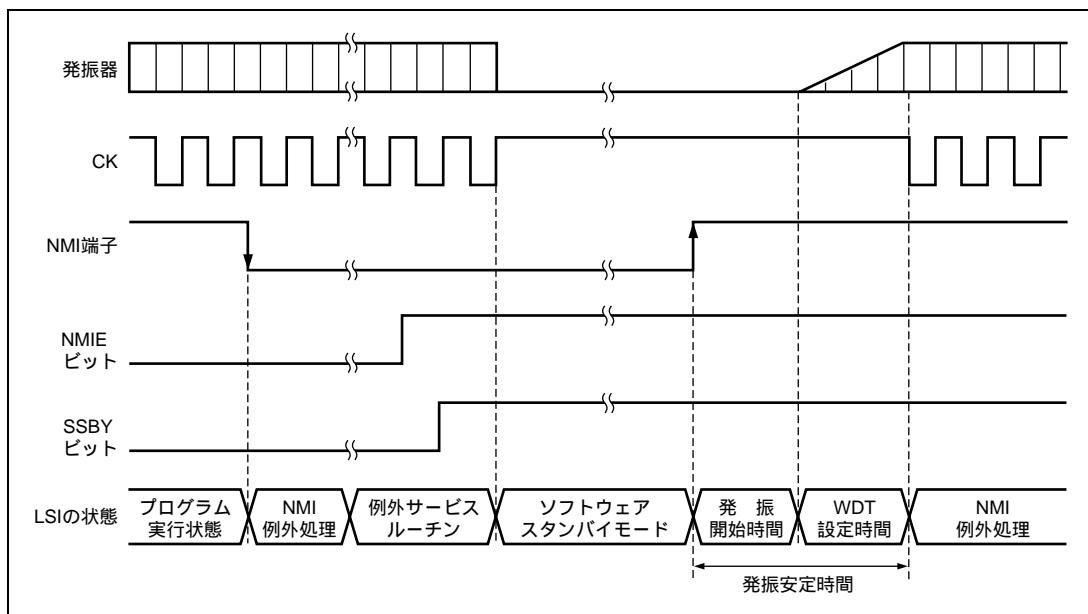 発振器
CK
NMI端子
NMIE
ビット
SSBY
ビット
LSIの状態
プログラム
実行状態
NMI
例外処理
例外サービス
ルーチン
ソフトウェア
スタンバイモード
発 振
開始時間
WDT
設定時間
NMI
例外処理
発振安定時間